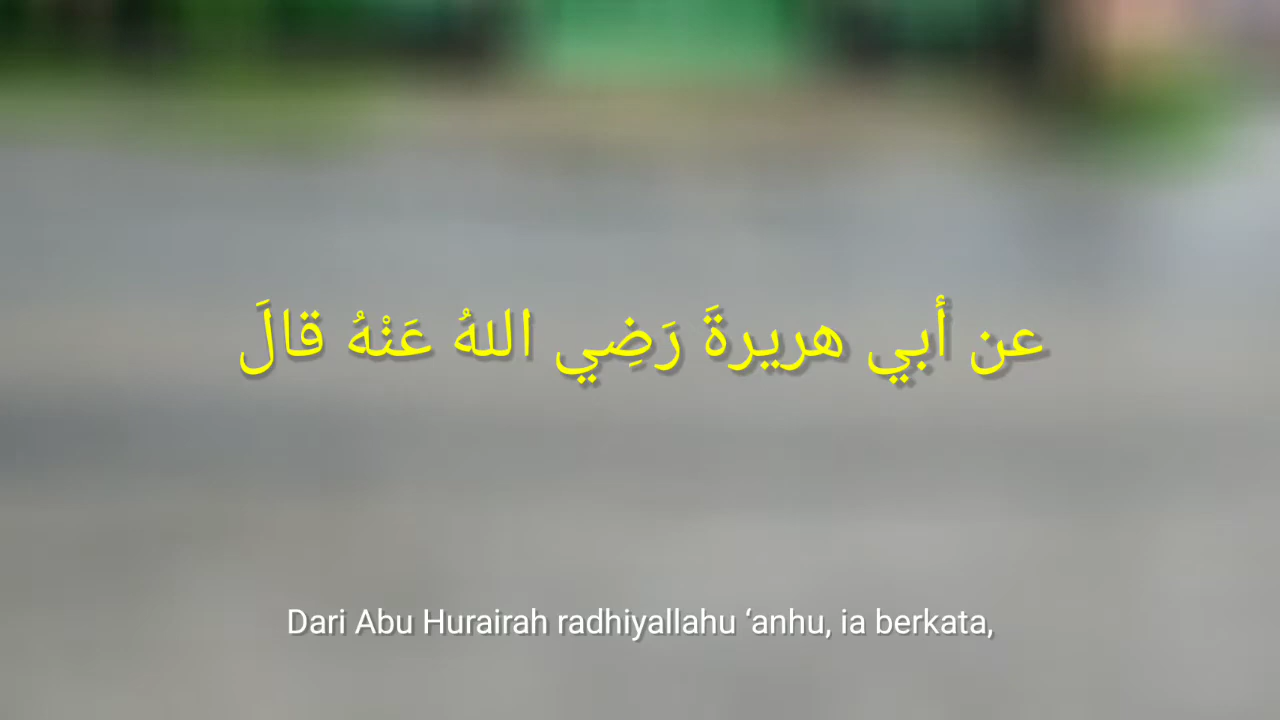 عن أبي هريرةَ رَضِي اللهُ عَنْهُ قالَ
Dari Abu Hurairah radhiyallahu ‘anhu, ia berkata,